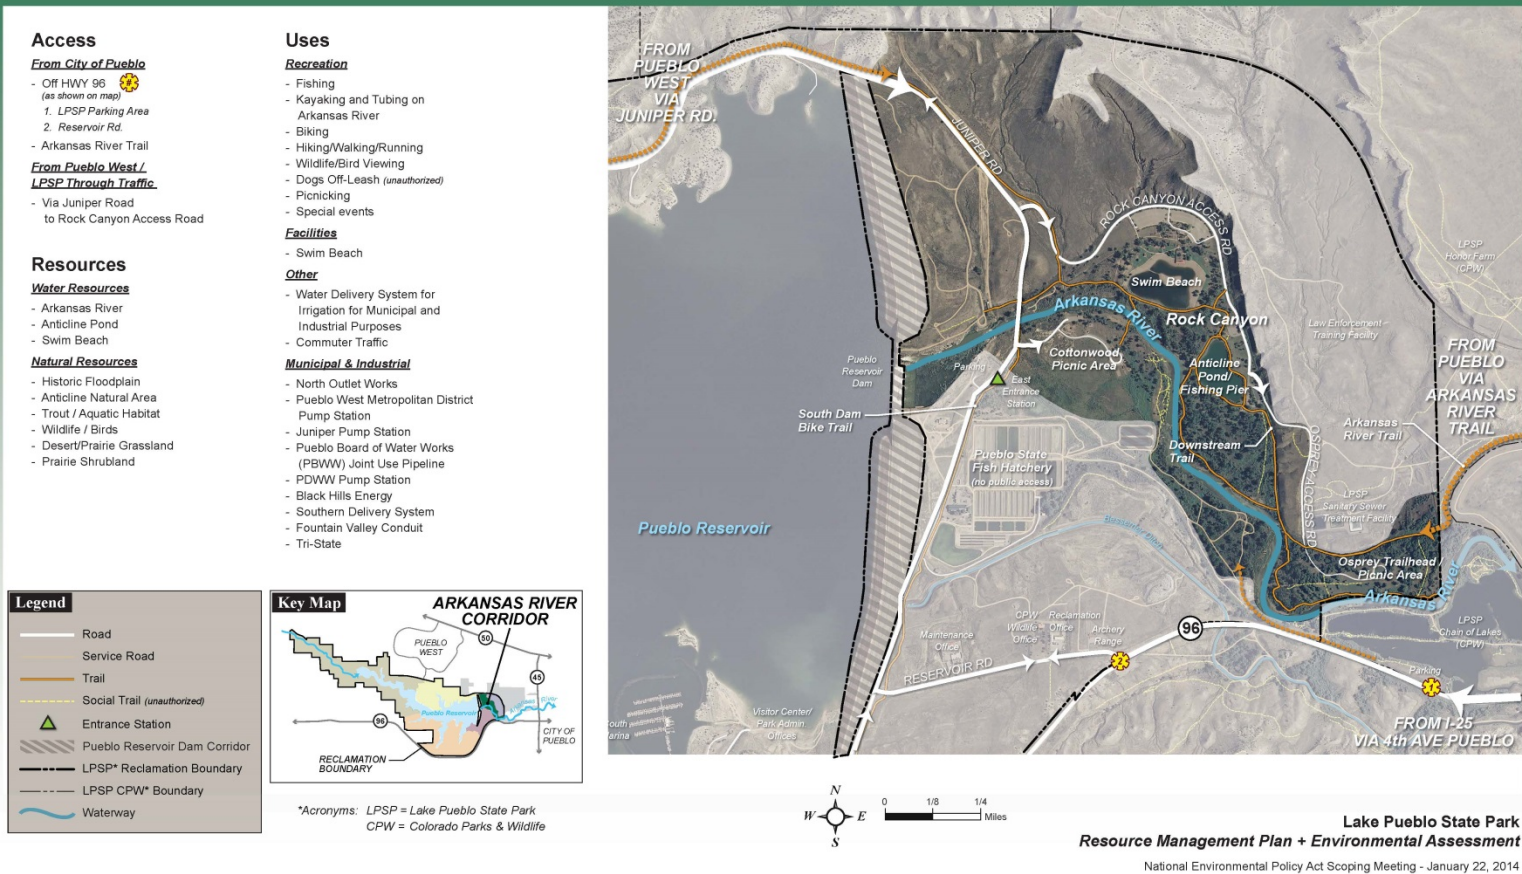 Access
From City of Pueblo
- Off HWY 96 #
(as shown on map)
1. LPSP Parking Area
2. Reservoir Rd.
- Arkansas River Trail
From Pueblo West /
LPSP Through Traffic
- Via Juniper Road
to Rock Canyon Access Road
Resources
Water Resources
- Arkansas River
- Anticline Pond
- Swim Beach
Natural Resources
- Historic Floodplain
- Anticline Natural Area
- Trout / Aquatic Habitat
- Wildlife / Birds
- Desert/Prairie Grassland
- Prairie Shrubland
Uses
Recreation
- Fishing
- Kayaking and Tubing on
Arkansas River
- Biking
- Hiking/Walking/Running
- Wildlife/Bird Viewing
- Dogs Off-Leash (unauthorized)
- Picnicking
- Special events
Facilities
- Swim Beach
Other
- Water Delivery System for
Irrigation for Municipal and
Industrial Purposes
- Commuter Traffic
Municipal & Industrial
- North Outlet Works
- Pueblo West Metropolitan District
Pump Station
- Juniper Pump Station
- Pueblo Board of Water Works
(PBWW) Joint Use Pipeline
- PDWW Pump Station
- Black Hills Energy
- Southern Delivery System
- Fountain Valley Conduit
- Tri-State
FROM
PUEBLO
WEST
VIA
JUNIPER RD.
JUNIPER RD
ROCK CANYON ACCESS RD
LPSP
Honor Farm
(CPW)
Swim Beach
Arkansas River
Rock Canyon
Law Enforcement
Training Facility
FROM
PUEBLO
VIA
ARKANSAS
RIVER
TRAIL
Pueblo
Reservoir
Dam
Parking
Cottonwood
Picnic Area
Anticline
Pond/
Fishing Pier
East
Entrance
Station
South Dam
Bike Trail
Arkansas
River Trail
Downstream
Trail
OSPREY ACCESS RD
Pueblo State
Fish Hatchery
(no public access)
LPSP
Sanitary Sewer
Treatment Facility
Pueblo Reservoir
Bessemer Ditch
Osprey Trailhead /
Picnic Area
Arkansas River
CPW
Wildlife
Office
Reclamation
Office
Archery
Range
Maintenance
Office
96
LPSP
Chain of Lakes
(CPW)
RESERVOIR RD
2
Parking
1
Visitor Center/
Park Admin.
Offices
South
Marina
FROM I-25
VIA 4th AVE PUEBLO
Legend
Road
Service Road
Trail
Social Trail (unauthorized)
Entrance Station
Pueblo Reservoir Dam Corridor
LPSP* Reclamation Boundary
LPSP CPW* Boundary
Waterway
Key Map
ARKANSAS RIVER
CORRIDOR
PUEBLO
WEST
50
45
Pueblo Reservoir
Arkansas River
96
CITY OF
PUEBLO
RECLAMATION
BOUNDARY
*Acronyms: LPSP = Lake Pueblo State Park
CPW = Colorado Parks & Wildlife
N
W E
S
0 1/8 1/4
Miles
Lake Pueblo State Park
Resource Management Plan + Environmental Assessment
National Environmental Policy Act Scoping Meeting - January 22, 2014